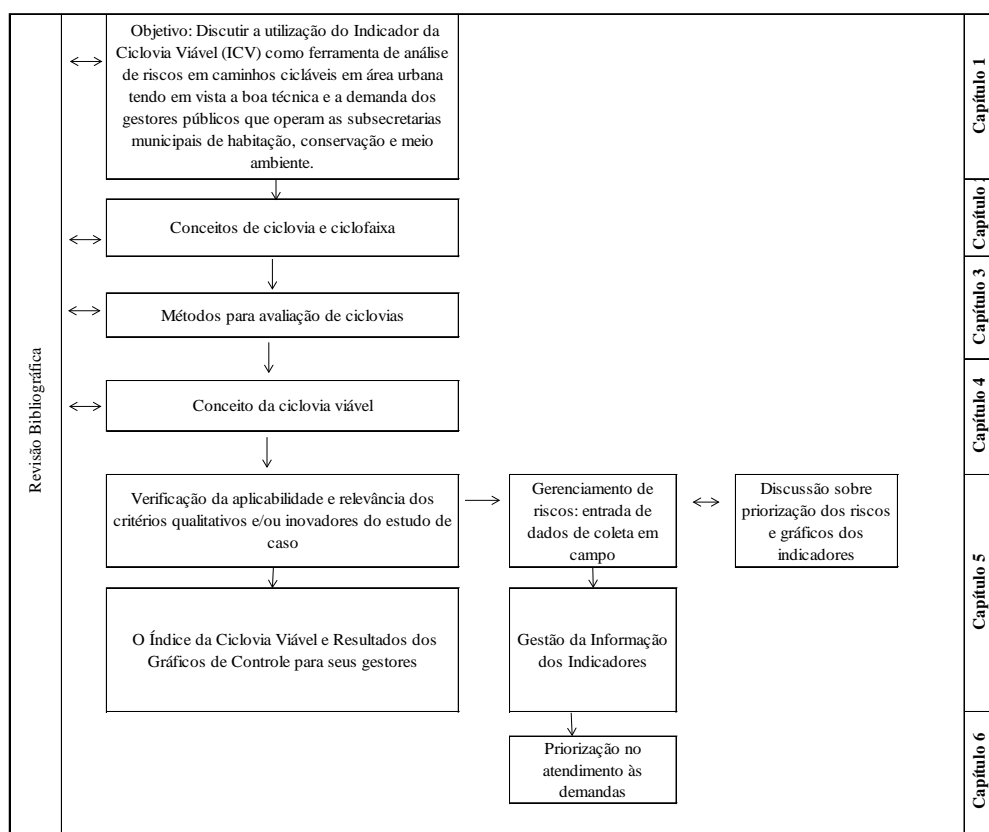 Revisão Bibliográfica
Objetivo: Discutir a utilização do Indicador da
Ciclovia Viável (ICV) como ferramenta de análise
de riscos em caminhos cicláveis em área urbana
tendo em vista a boa técnica e a demanda dos
gestores públicos que operam as subsecretarias
municipais de habitação, conservação e meio
ambiente.
Capítulo 1
Conceitos de ciclovia e ciclofaixa
Capítulo
Métodos para avaliação de ciclovias
Capítulo 3
Conceito da ciclovia viável
Capítulo 4
Verificação da aplicabilidade e relevância dos
critérios qualitativos e/ou inovadores do estudo de
caso
Gerenciamento de
riscos: entrada de
dados de coleta em
campo
Discussão sobre
priorização dos riscos
e gráficos dos
indicadores
Capítulo 5
O Índice da Ciclovia Viável e Resultados dos
Gráficos de Controle para seus gestores
Gestão da Informação
dos Indicadores
Priorização no
atendimento às
demandas
Capítulo 6